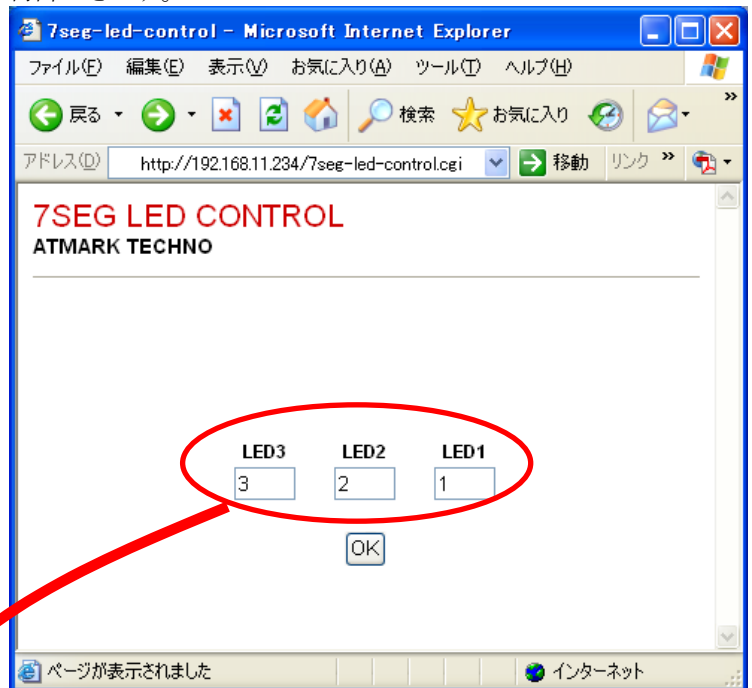 7seg-led-control - Microsoft Internet Explorer
ファイル(F) 編集(E) 表示(V) お気に入り(A) ツール(T) ヘルプ(H)
戻る 検索 お気に入り »
アドレス(D) http://192.168.11.234/7seg-led-control.cgi 移動 リンク »
7SEG LED CONTROL
ATMARK TECHNO
LED3 LED2 LED1
3 2 1
OK
ページが表示されました インターネット